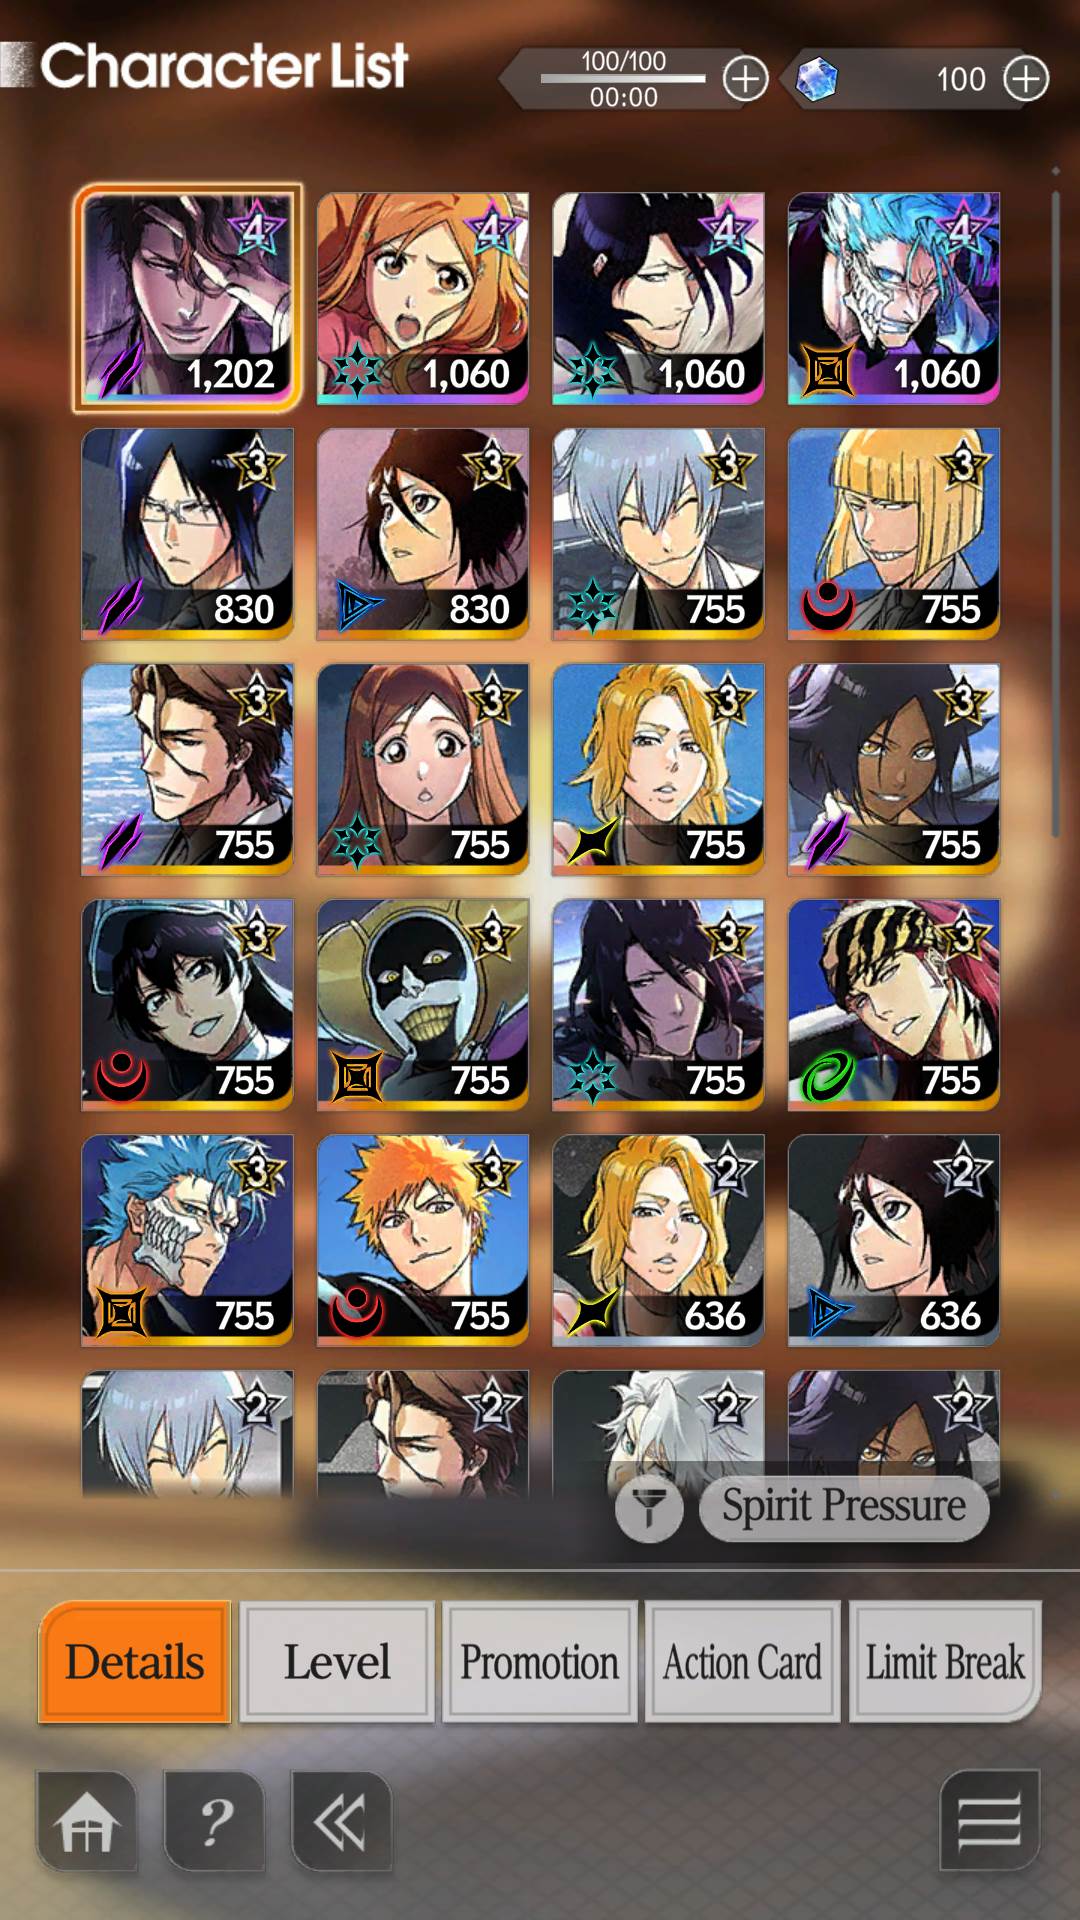 Character List
100/100
00:00
100
4 4 4 4
1,202 1,060 1,060 1,060
3 3 3 3
830 830 755 755
3 3 3 3
755 755 755 755
3 3 3 3
755 755 755 755
3 3 2 2
755 755 636 636
2 2 2 2
Spirit Pressure
Details Level Promotion Action Card Limit Break
?